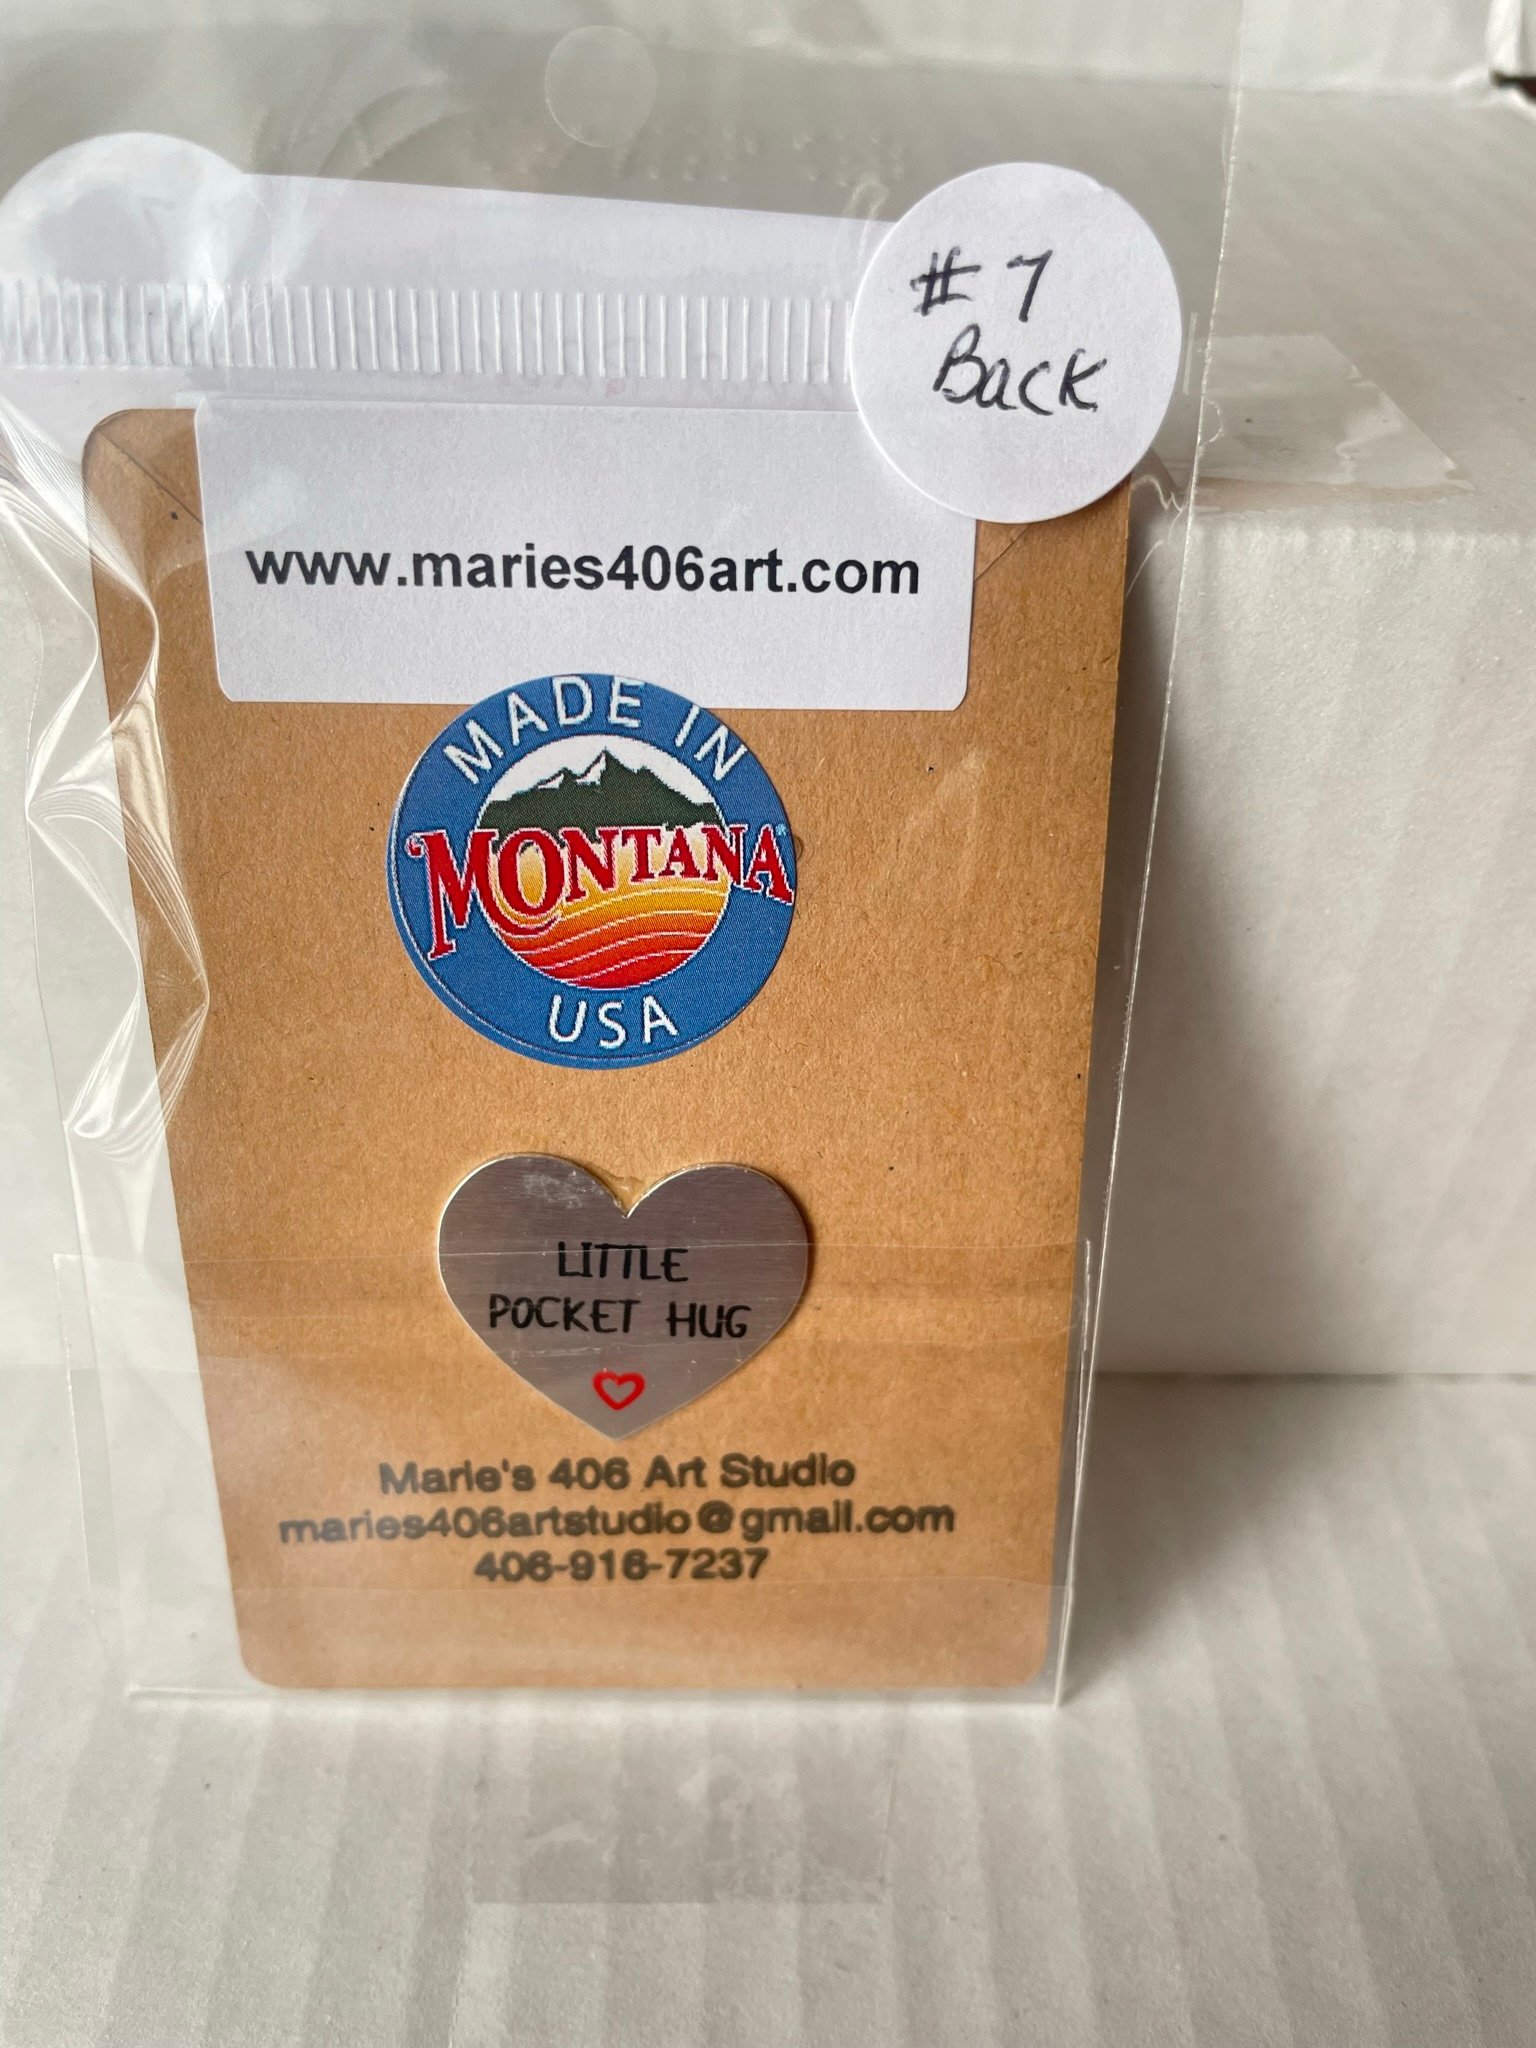 #7
Back
www.maries406art.com
MADE IN
MONTANA
USA
LITTLE
POCKET HUG
Marie's 406 Art Studio
maries406artstudio@gmail.com
406-916-7237